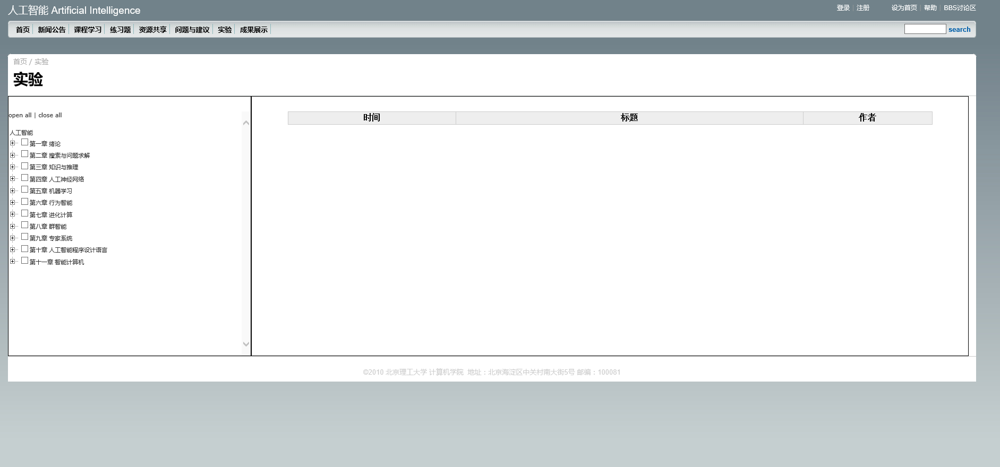 人工智能 Artificial Intelligence
登录 | 注册 设为首页 | 帮助 | BBS讨论区
首页 新闻公告 课程学习 练习题 资源共享 问题与建议 实验 成果展示 search
首页 / 实验
实验
open all | close all
人工智能
第一章 绪论
第二章 搜索与问题求解
第三章 知识与推理
第四章 人工神经网络
第五章 机器学习
第六章 行为智能
第七章 进化计算
第八章 群智能
第九章 专家系统
第十章 人工智能程序设计语言
第十一章 智能计算机
时间 标题 作者
©2010 北京理工大学 计算机学院 地址：北京海淀区中关村南大街5号 邮编：100081